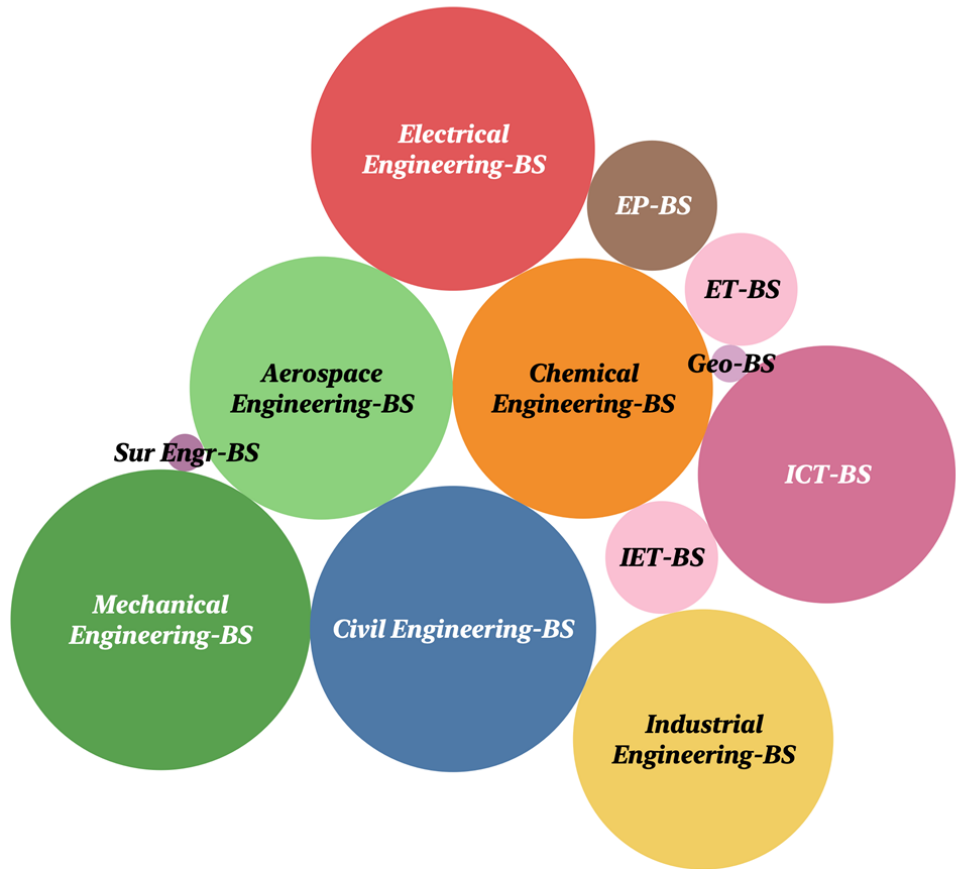 Electrical
Engineering-BS
EP-BS
ET-BS
Geo-BS
Aerospace
Engineering-BS
Chemical
Engineering-BS
Sur Engr-BS
ICT-BS
IET-BS
Mechanical
Engineering-BS
Civil Engineering-BS
Industrial
Engineering-BS